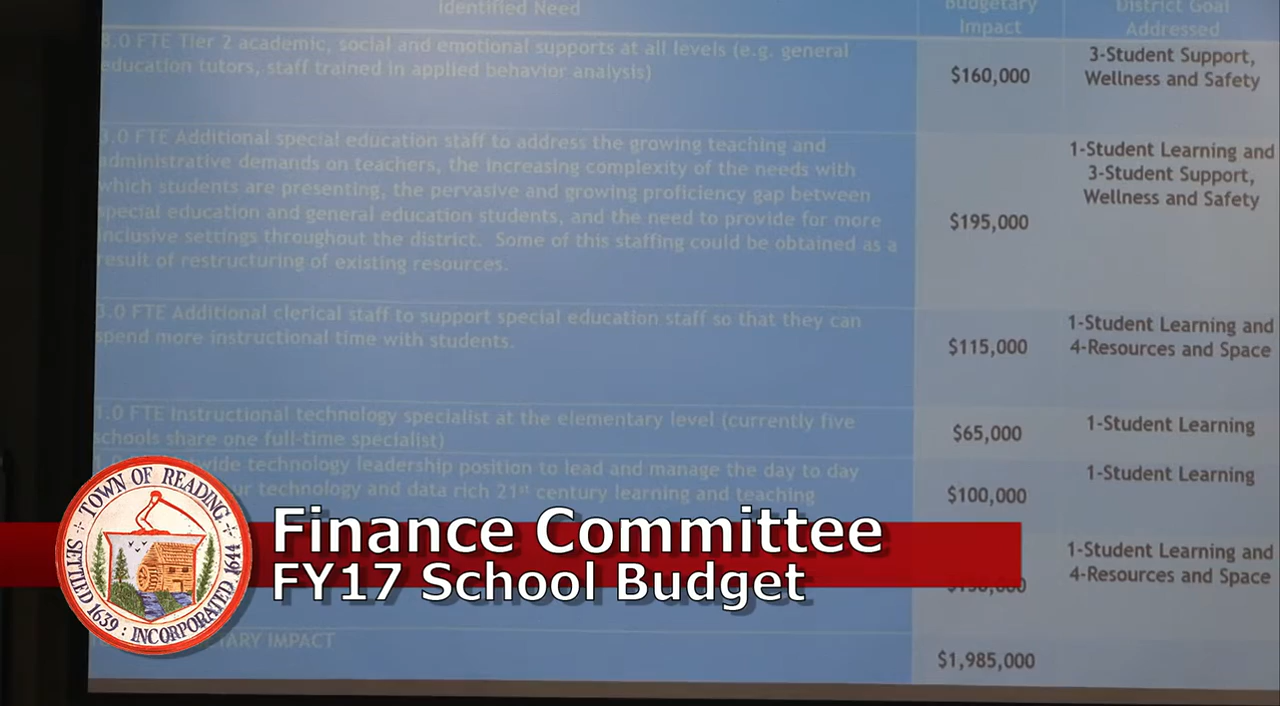 Identified Need
Budgetary
Impact
District Goal
Addressed
FTE Tier 2 academic, social and emotional supports at all levels (e.g. general
education tutors, staff trained in applied behavior analysis)
$160,000
3-Student Support,
Wellness and Safety
3.0 FTE Additional special education staff to address the growing teaching and
administrative demands on teachers, the increasing complexity of the needs with
which students are presenting, the pervasive and growing proficiency gap between
special education and general education students, and the need to provide for more
inclusive settings throughout the district. Some of this staffing could be obtained as a
result of restructuring of existing resources.
$195,000
1-Student Learning and
3-Student Support,
Wellness and Safety
3.0 FTE Additional clerical staff to support special education staff so that they can
spend more instructional time with students.
$115,000
1-Student Learning and
4-Resources and Space
1.0 FTE Instructional technology specialist at the elementary level (currently five
schools share one full-time specialist)
$65,000
1-Student Learning
wide technology leadership position to lead and manage the day to day
technology and data rich 21st century learning and teaching
$100,000
1-Student Learning
1-Student Learning and
4-Resources and Space
IMPACT
$1,985,000
TOWN OF READING
SETTLED 1639 : INCORPORATED 1644
Finance Committee
FY17 School Budget